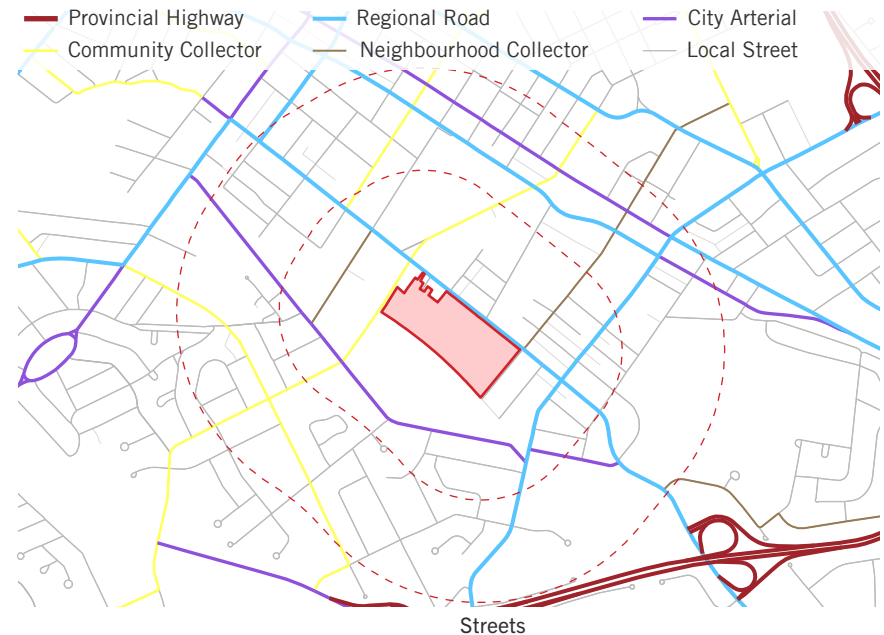 Provincial Highway Regional Road City Arterial
Community Collector Neighbourhood Collector Local Street
Streets